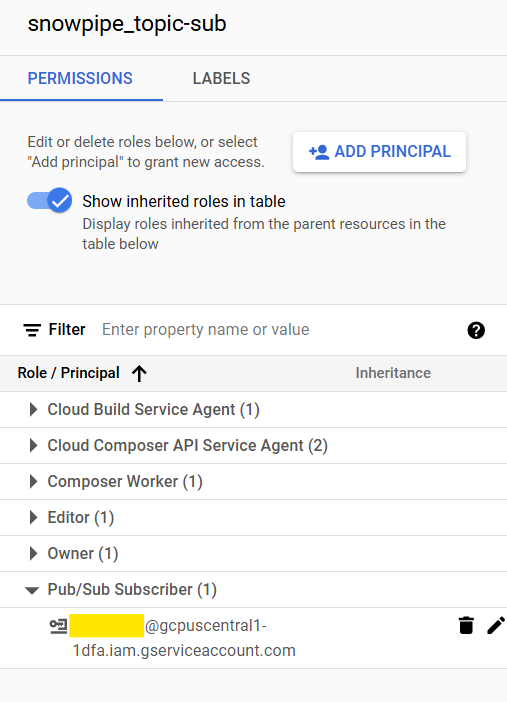 snowpipe_topic-sub
PERMISSIONS LABELS
Edit or delete roles below, or select
"Add principal" to grant new access.
ADD PRINCIPAL
Show inherited roles in table
Display roles inherited from the parent resources in the
table below
Filter Enter property name or value
Role / Principal Inheritance
Cloud Build Service Agent (1)
Cloud Composer API Service Agent (2)
Composer Worker (1)
Editor (1)
Owner (1)
Pub/Sub Subscriber (1)
@gcpuscentral1-
1dfa.iam.gserviceaccount.com